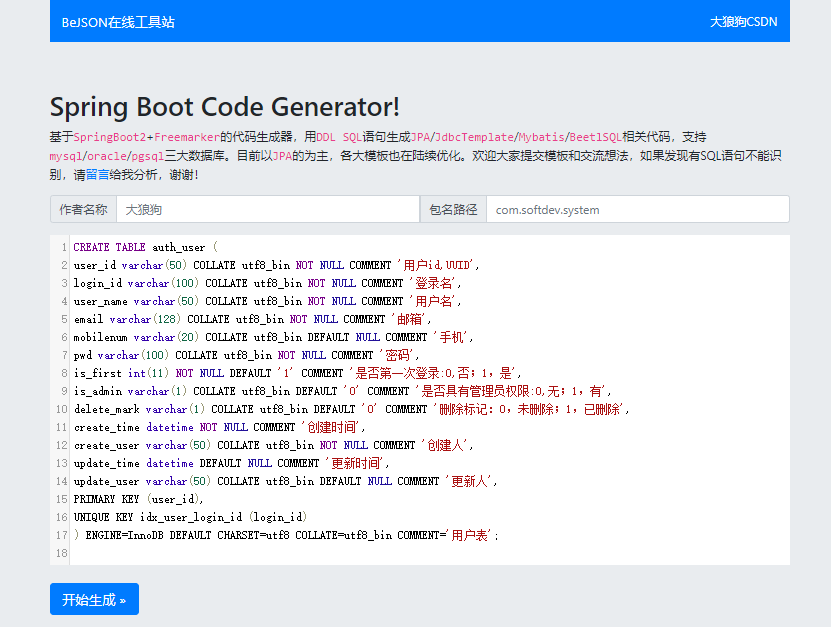 BeJSON在线工具站
大狼狗CSDN
Spring Boot Code Generator!
基于SpringBoot2+Freemarker的代码生成器，用DDL SQL语句生成JPA/JdbcTemplate/Mybatis/BeetlSQL相关代码，支持
mysql/oracle/pgsql三大数据库。目前以JPA的为主，各大模板也在陆续优化。欢迎大家提交模板和交流想法，如果发现有SQL语句不能识
别，请留言给我分析，谢谢！
作者名称 大狼狗 包名路径 com.softdev.system
1 CREATE TABLE auth_user (
2 user_id varchar(50) COLLATE utf8_bin NOT NULL COMMENT '用户id,UUID',
3 login_id varchar(100) COLLATE utf8_bin NOT NULL COMMENT '登录名',
4 user_name varchar(50) COLLATE utf8_bin NOT NULL COMMENT '用户名',
5 email varchar(128) COLLATE utf8_bin NOT NULL COMMENT '邮箱',
6 mobilenum varchar(20) COLLATE utf8_bin DEFAULT NULL COMMENT '手机',
7 pwd varchar(100) COLLATE utf8_bin NOT NULL COMMENT '密码',
8 is_first int(11) NOT NULL DEFAULT '1' COMMENT '是否第一次登录:0,否；1，是',
9 is_admin varchar(1) COLLATE utf8_bin DEFAULT '0' COMMENT '是否具有管理员权限:0,无；1，有',
10 delete_mark varchar(1) COLLATE utf8_bin DEFAULT '0' COMMENT '删除标记：0，未删除；1，已删除',
11 create_time datetime NOT NULL COMMENT '创建时间',
12 create_user varchar(50) COLLATE utf8_bin NOT NULL COMMENT '创建人',
13 update_time datetime DEFAULT NULL COMMENT '更新时间',
14 update_user varchar(50) COLLATE utf8_bin DEFAULT NULL COMMENT '更新人',
15 PRIMARY KEY (user_id),
16 UNIQUE KEY idx_user_login_id (login_id)
17 ) ENGINE=InnoDB DEFAULT CHARSET=utf8 COLLATE=utf8_bin COMMENT='用户表';
18
开始生成 »